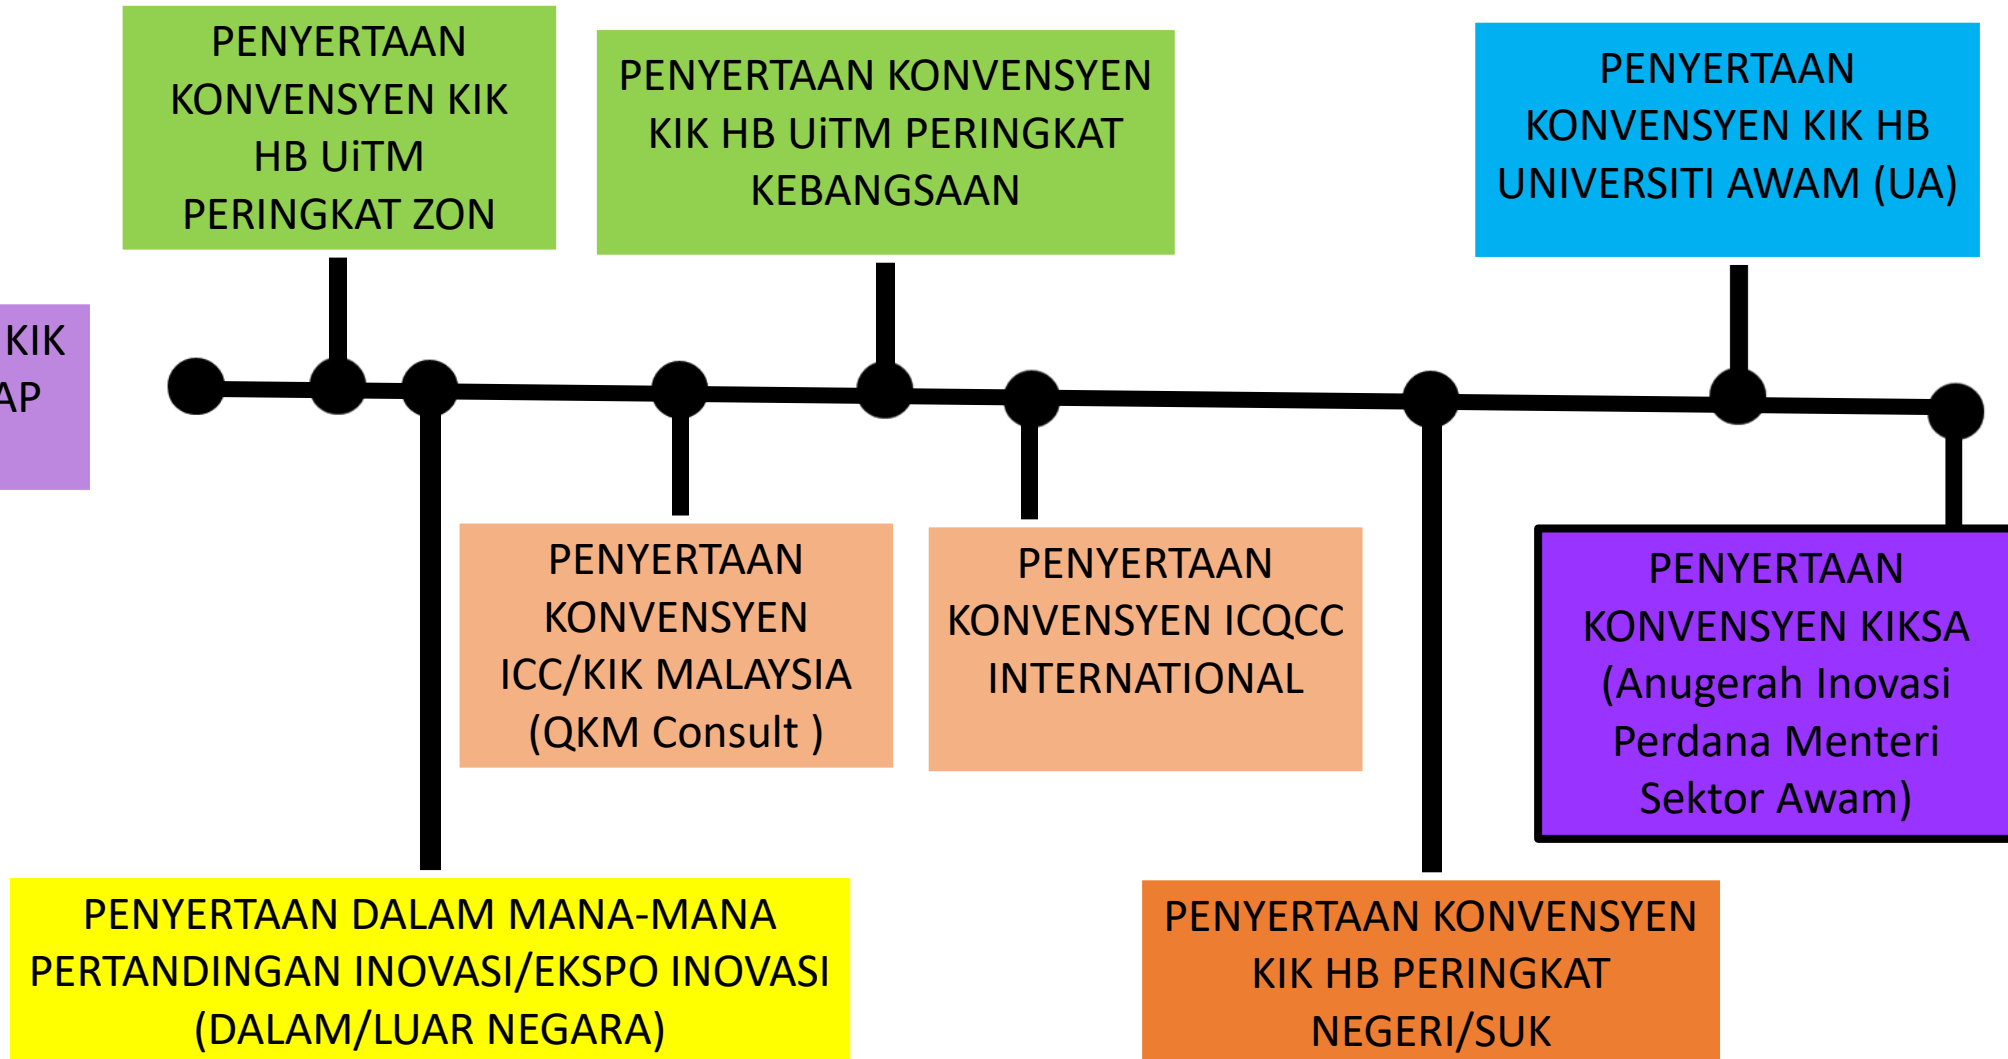 PENYERTAAN
KONVENSYEN KIK
HB UiTM
PERINGKAT ZON
PENYERTAAN KONVENSYEN
KIK HB UiTM PERINGKAT
KEBANGSAAN
PENYERTAAN
KONVENSYEN KIK HB
UNIVERSITI AWAM (UA)
KIK
PENYERTAAN
KONVENSYEN
ICC/KIK MALAYSIA
(QKM Consult )
PENYERTAAN
KONVENSYEN ICQCC
INTERNATIONAL
PENYERTAAN
KONVENSYEN KIKSA
(Anugerah Inovasi
Perdana Menteri
Sektor Awam)
PENYERTAAN DALAM MANA-MANA
PERTANDINGAN INOVASI/EKSPO INOVASI
(DALAM/LUAR NEGARA)
PENYERTAAN KONVENSYEN
KIK HB PERINGKAT
NEGERI/SUK